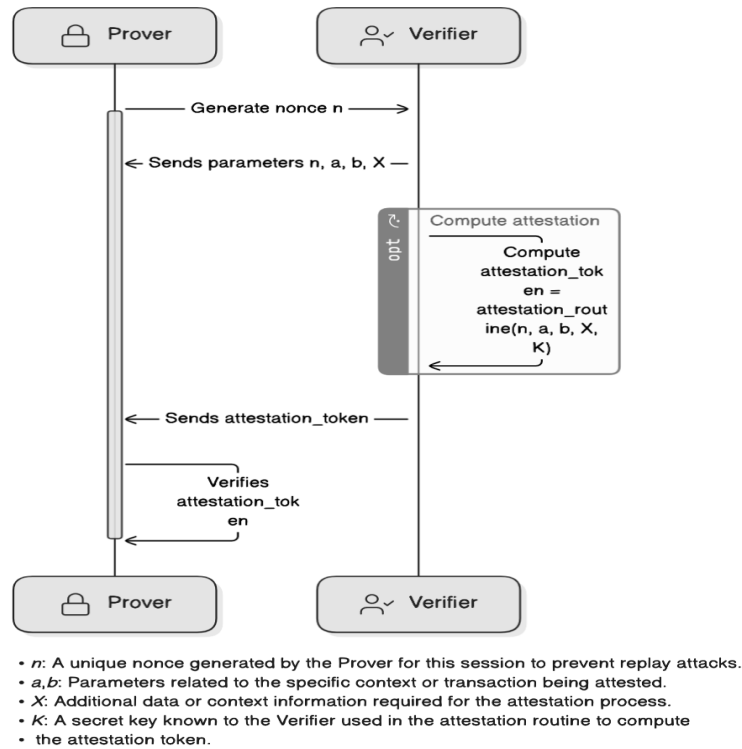 Prover
Verifier
Generate nonce n
Sends parameters n, a, b, X
opt
Compute attestation
Compute
attestation_tok
en =
attestation_rout
ine(n, a, b, X,
K)
Sends attestation_token
Verifies
attestation_tok
en
Prover
Verifier
• n: A unique nonce generated by the Prover for this session to prevent replay attacks.
• a,b: Parameters related to the specific context or transaction being attested.
• X: Additional data or context information required for the attestation process.
• K: A secret key known to the Verifier used in the attestation routine to compute
• the attestation token.